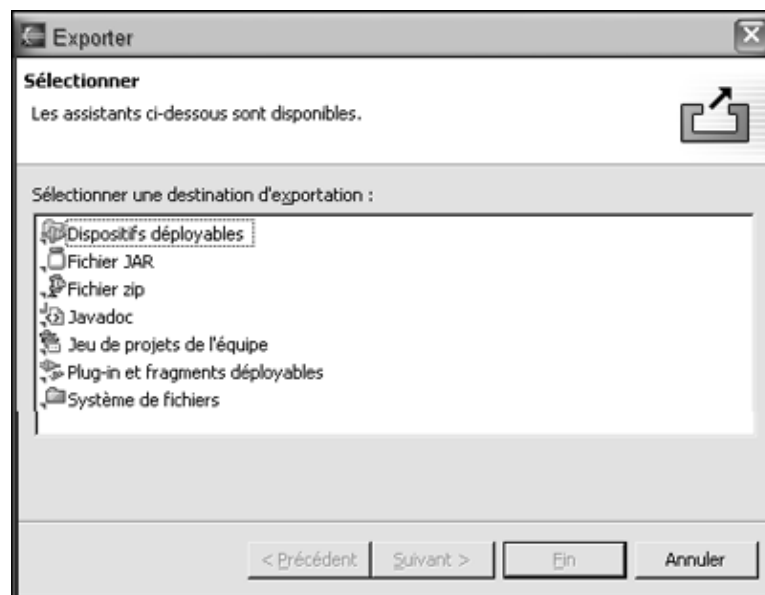 Exporter
Sélectionner
Les assistants ci-dessous sont disponibles.
Sélectionner une destination d'exportation :
Dispositifs déployables
Fichier JAR
Fichier zip
Javadoc
Jeu de projets de l'équipe
Plug-in et fragments déployables
Système de fichiers
< Précédent Suivant > Fin Annuler